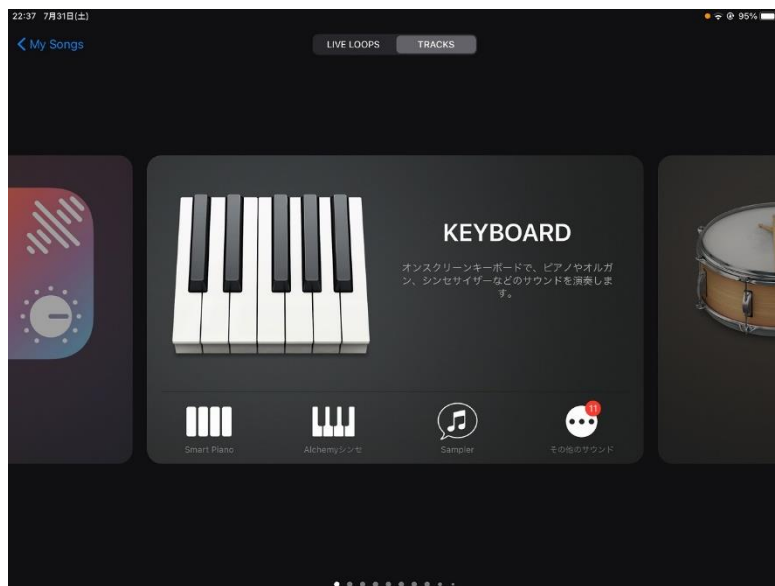 22:37 7月31日(土)
95%
My Songs
LIVE LOOPS
TRACKS
KEYBOARD
オンスクリーンキーボードで、ピアノやオルガ
ン、シンセサイザーなどのサウンドを演奏しま
す。
11
Smart Piano
Alchemyシンセ
Sampler
その他のサウンド